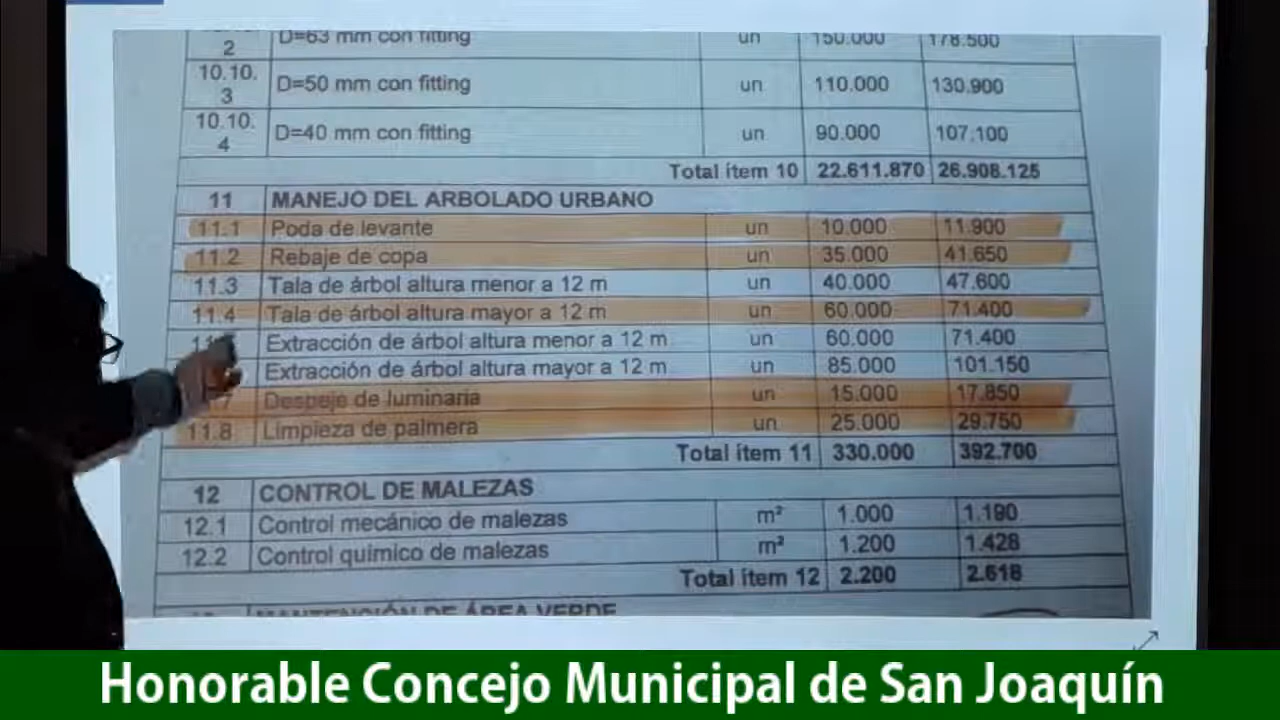 2 D=63 mm con fitting un 150.000 178.500
10.10.
3 D=50 mm con fitting un 110.000 130.900
10.10.
4 D=40 mm con fitting un 90.000 107.100
Total ítem 10 22.611.870 26.908.125
11 MANEJO DEL ARBOLADO URBANO
11.1 Poda de levante un 10.000 11.900
11.2 Rebaje de copa un 35.000 41.650
11.3 Tala de árbol altura menor a 12 m un 40.000 47.600
11.4 Tala de árbol altura mayor a 12 m un 60.000 71.400
Extracción de árbol altura menor a 12 m un 60.000 71.400
Extracción de árbol altura mayor a 12 m un 85.000 101.150
Despeje de luminaria un 15.000 17.850
11.8 Limpieza de palmera un 25.000 29.750
Total ítem 11 330.000 392.700
12 CONTROL DE MALEZAS
12.1 Control mecánico de malezas m² 1.000 1.190
12.2 Control químico de malezas m² 1.200 1.428
Total ítem 12 2.200 2.618
MANTENCIÓN DE ÁREA VERDE
Honorable Concejo Municipal de San Joaquín